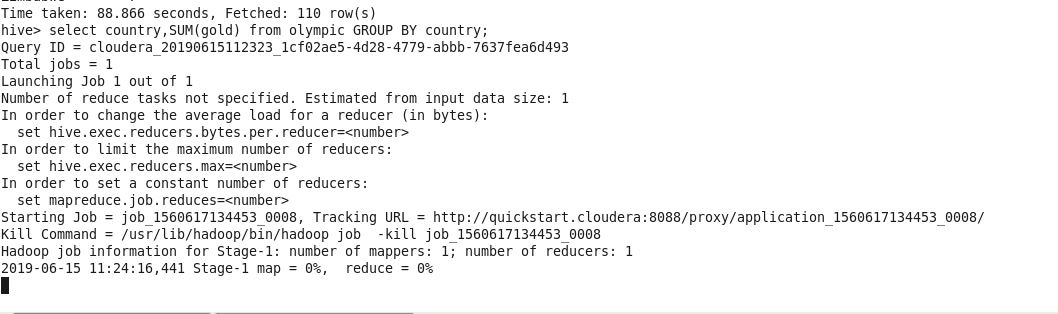 Time taken: 88.866 seconds, Fetched: 110 row(s)
hive> select country,SUM(gold) from olympic GROUP BY country;
Query ID = cloudera_20190615112323_1cf02ae5-4d28-4779-abbb-7637fea6d493
Total jobs = 1
Launching Job 1 out of 1
Number of reduce tasks not specified. Estimated from input data size: 1
In order to change the average load for a reducer (in bytes):
  set hive.exec.reducers.bytes.per.reducer=<number>
In order to limit the maximum number of reducers:
  set hive.exec.reducers.max=<number>
In order to set a constant number of reducers:
  set mapreduce.job.reduces=<number>
Starting Job = job_1560617134453_0008, Tracking URL = http://quickstart.cloudera:8088/proxy/application_1560617134453_0008/
Kill Command = /usr/lib/hadoop/bin/hadoop job  -kill job_1560617134453_0008
Hadoop job information for Stage-1: number of mappers: 1; number of reducers: 1
2019-06-15 11:24:16,441 Stage-1 map = 0%,  reduce = 0%